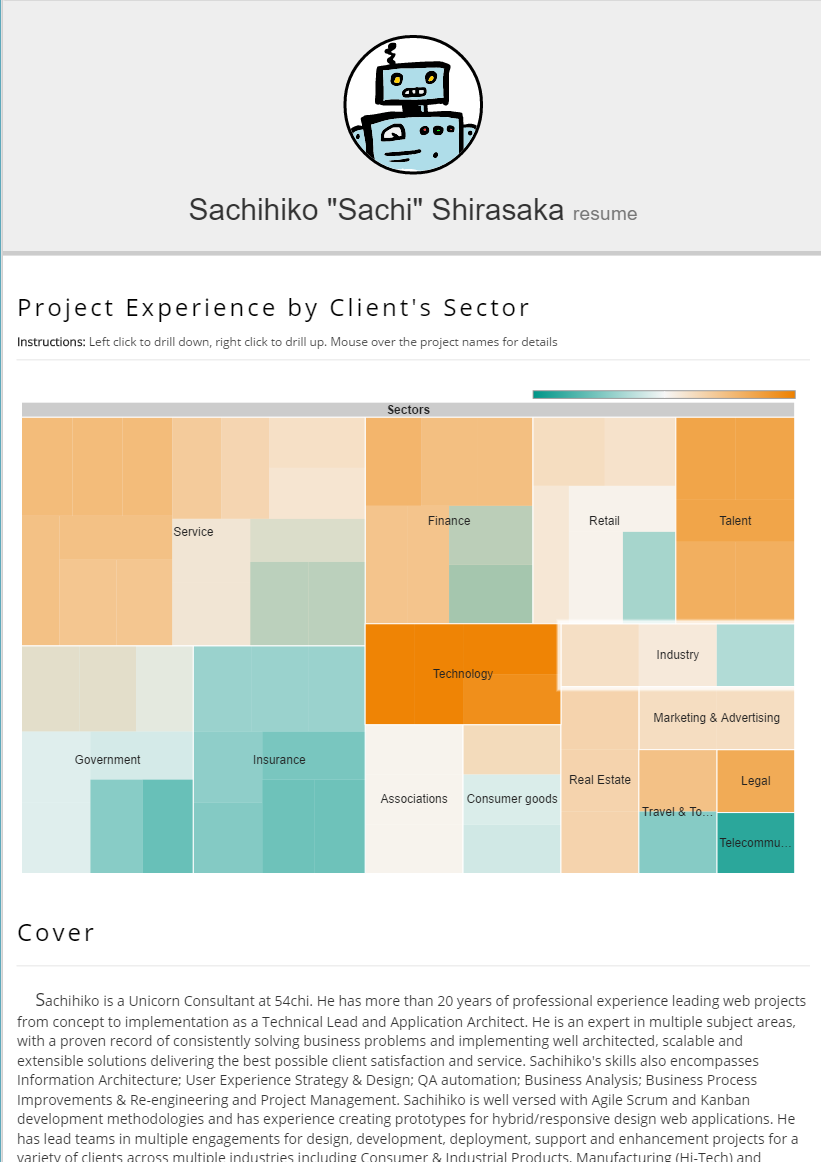 Sachihiko "Sachi" Shirasaka resume
Project Experience by Client's Sector
Instructions: Left click to drill down, right click to drill up. Mouse over the project names for details
Sectors
Service
Finance
Retail
Talent
Technology
Industry
Marketing & Advertising
Government
Insurance
Associations
Consumer goods
Real Estate
Travel & To...
Legal
Telecommu...
Cover
Sachihiko is a Unicorn Consultant at 54chi. He has more than 20 years of professional experience leading web projects
from concept to implementation as a Technical Lead and Application Architect. He is an expert in multiple subject areas,
with a proven record of consistently solving business problems and implementing well architected, scalable and
extensible solutions delivering the best possible client satisfaction and service. Sachihiko's skills also encompasses
Information Architecture; User Experience Strategy & Design; QA automation; Business Analysis; Business Process
Improvements & Re-engineering and Project Management. Sachihiko is well versed with Agile Scrum and Kanban
development methodologies and has experience creating prototypes for hybrid/responsive design web applications. He
has lead teams in multiple engagements for design, development, deployment, support and enhancement projects for a
variety of clients across multiple industries including Consumer & Industrial Products, Manufacturing (Hi-Tech) and